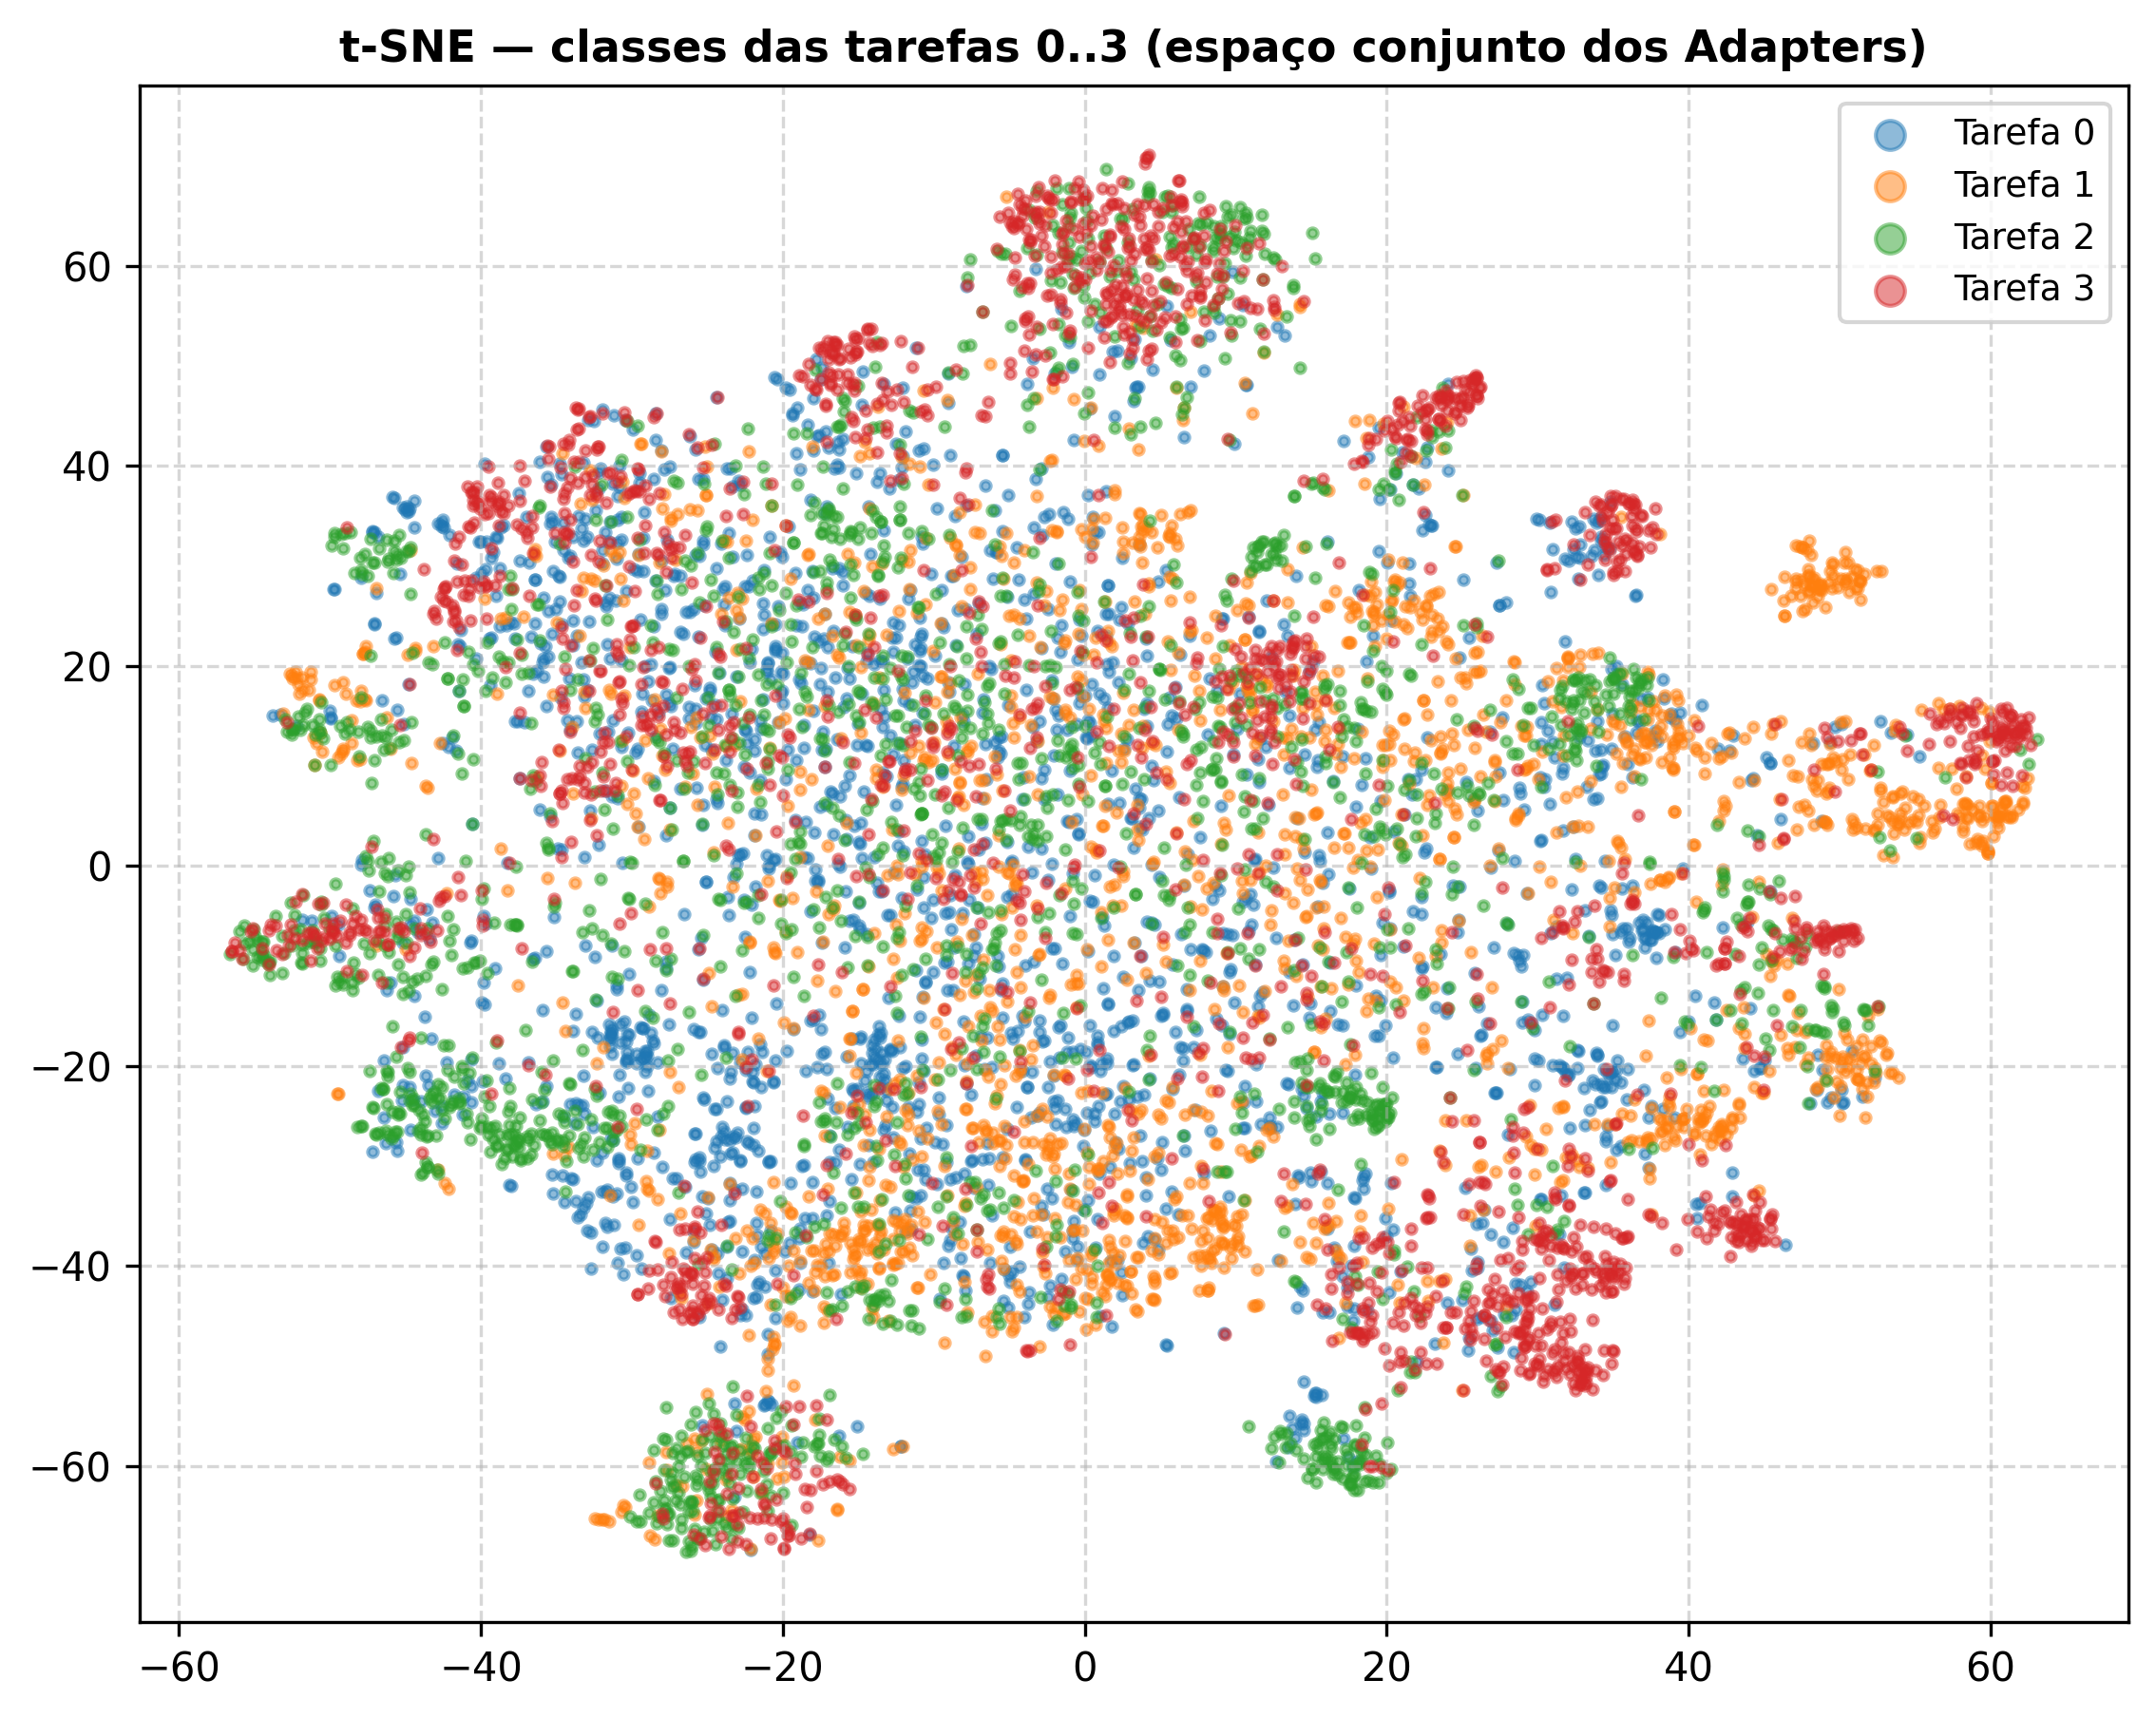 t-SNE — classes das tarefas 0..3 (espaço conjunto dos Adapters)
Tarefa 0
Tarefa 1
Tarefa 2
Tarefa 3
60
40
20
0
−20
−40
−60
−60 −40 −20 0 20 40 60